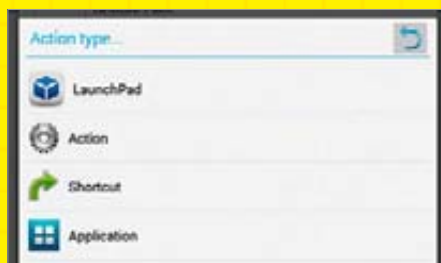 Action type...
LaunchPad
Action
Shortcut
Application